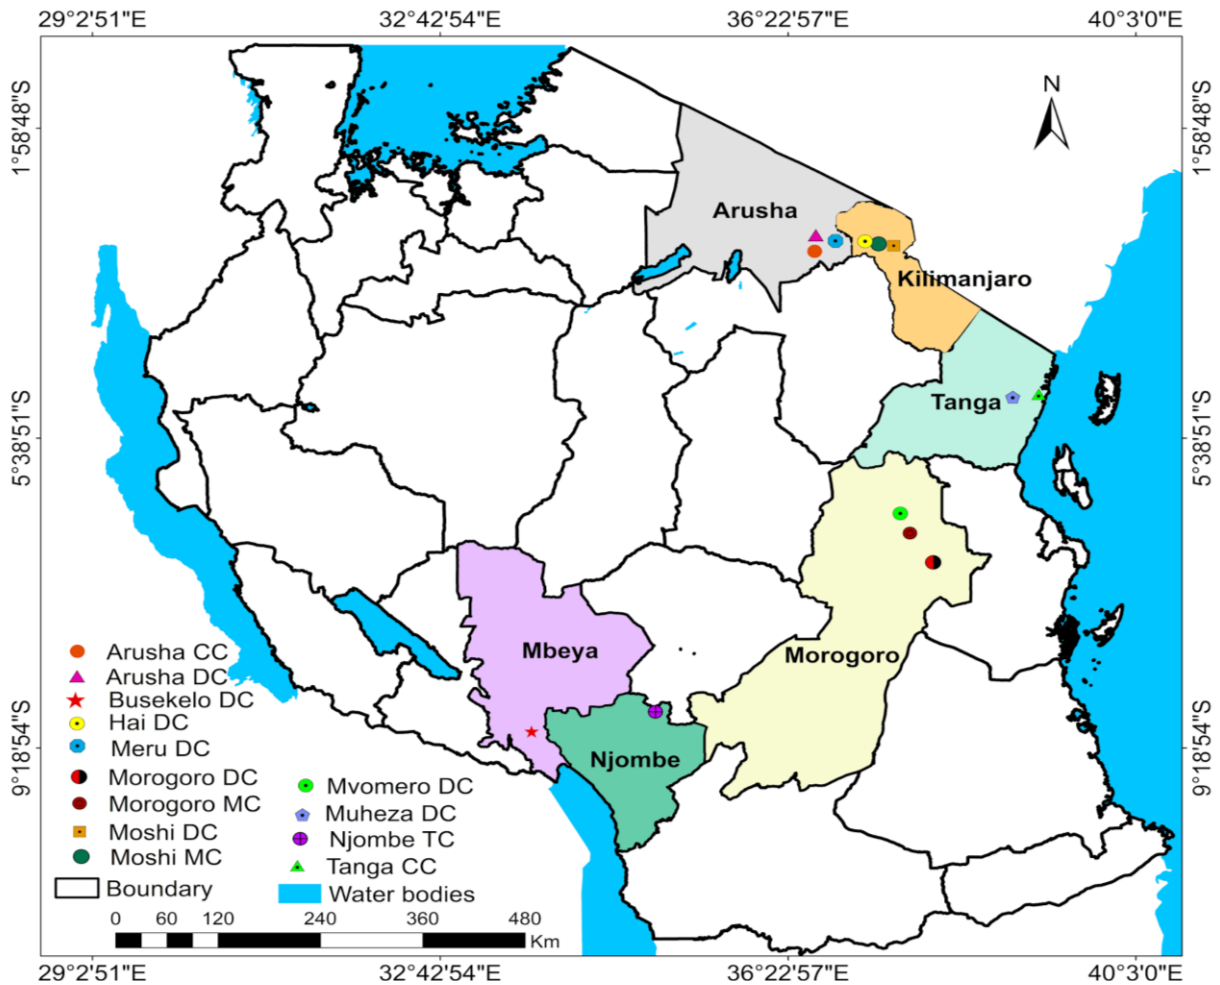 29°2'51"E 32°42'54"E 36°22'57"E 40°3'0"E
1°58'48"S
1°58'48"S
N
Arusha
Kilimanjaro
Tanga
5°38'51"S
5°38'51"S
Mbeya
Morogoro
Njombe
9°18'54"S
9°18'54"S
Arusha CC
Arusha DC
Busekelo DC
Hai DC
Meru DC
Morogoro DC
Morogoro MC
Moshi DC
Moshi MC
Boundary
Mvomero DC
Muheza DC
Njombe TC
Tanga CC
Water bodies
0 60 120 240 360 480
Km
29°2'51"E 32°42'54"E 36°22'57"E 40°3'0"E